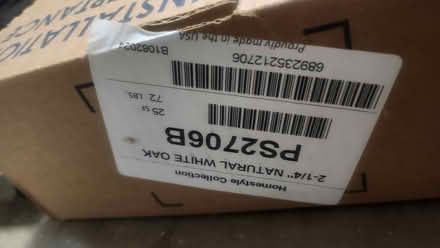 Homestyle Collection
2-1/4" NATURAL WHITE OAK
PS2706B
25 SF
72 LBS.
689235212706
Proudly made in the USA